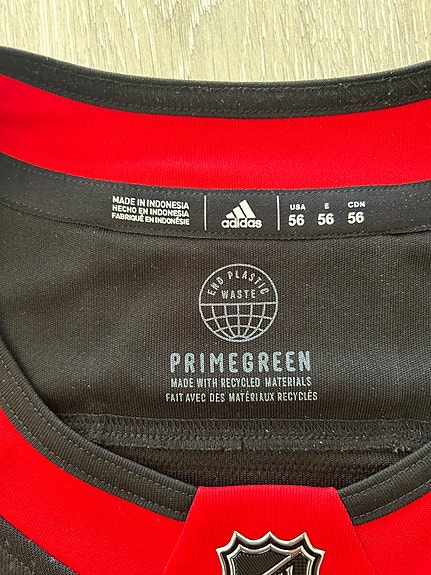 MADE IN INDONESIA
HECHO EN INDONESIA
FABRIQUÉ EN INDONÉSIE
adidas
USA E CDN
56 56 56
END PLASTIC
WASTE
PRIMEGREEN
MADE WITH RECYCLED MATERIALS
FAIT AVEC DES MATÉRIAUX RECYCLÉS